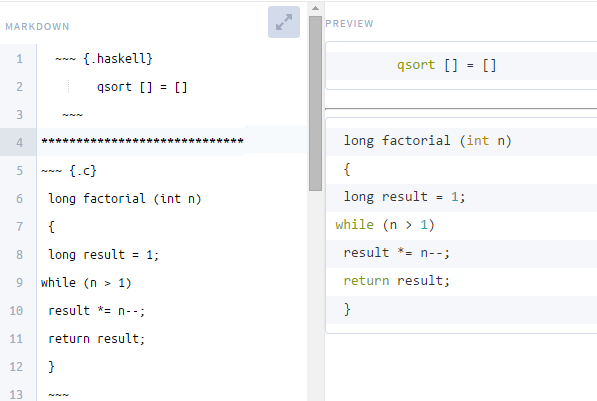 MARKDOWN
1 ~~~ {.haskell}
2 qsort [] = []
3 ~~~
4 *****************************
5 ~~~ {.c}
6 long factorial (int n)
7 {
8 long result = 1;
9 while (n > 1)
10 result *= n--;
11 return result;
12 }
13 ~~~
PREVIEW
qsort [] = []
long factorial (int n)
{
long result = 1;
while (n > 1)
result *= n--;
return result;
}